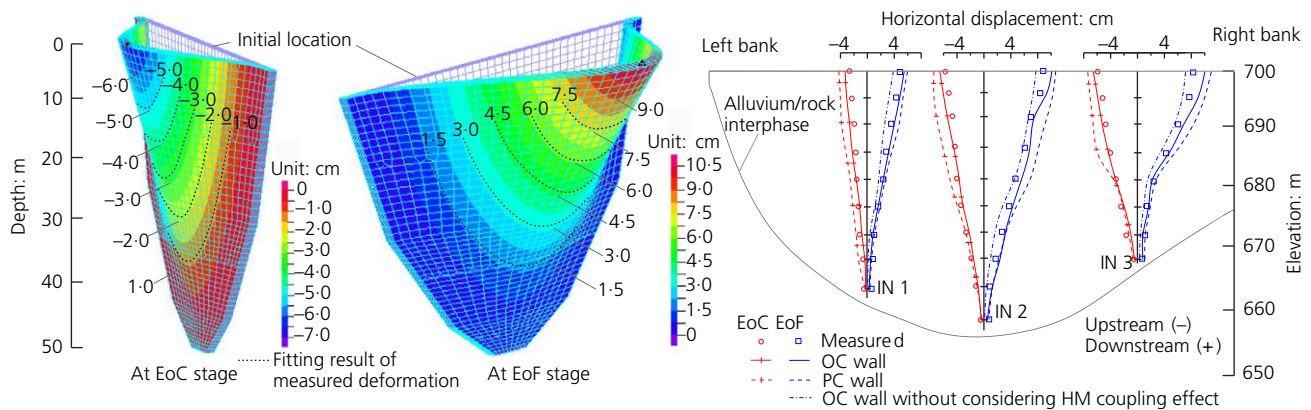 Depth: m
0
10
20
30
40
50
Initial location
–6·0
–5·0
–4·0
–3·0
–2·0
1·0
–5·0
–4·0
–3·0
–2·0
1·0
Unit: cm
0
–1·0
–2·0
–3·0
–4·0
–5·0
–6·0
–7·0
At EoC stage
Fitting result of
measured deformation
1·5
3·0
4·5
6·0
7·5
9·0
7·5
6·0
4·5
3·0
1·5
At EoF stage
Unit: cm
10·5
9·0
7·5
6·0
4·5
3·0
1·5
0
Horizontal displacement: cm
Left bank
Right bank
–4 4
4
4
Alluvium/rock
interphase
IN 1
IN 2
IN 3
700
690
680
670
660
650
Elevation: m
Upstream (–)
Downstream (+)
EoC EoF
Measured
OC wall
PC wall
OC wall without considering HM coupling effect